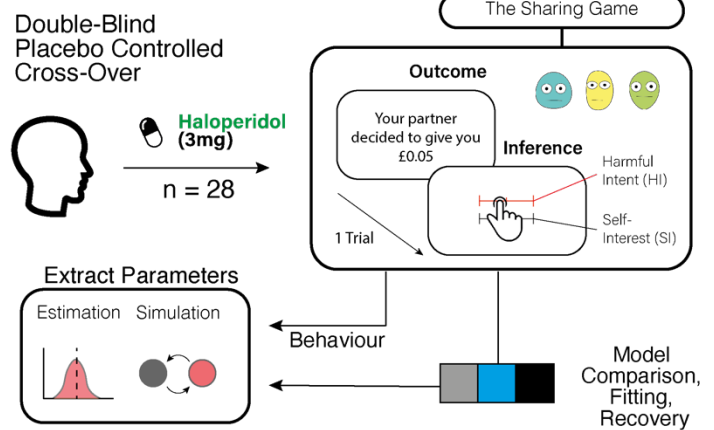 The Sharing Game
Double-Blind
Placebo Controlled
Cross-Over
Haloperidol
(3mg)
n = 28
Outcome
Your partner
decided to give you
£0.05
Inference
Harmful
Intent (HI)
Self-
Interest (SI)
1 Trial
Extract Parameters
Estimation Simulation
Behaviour
Model
Comparison,
Fitting,
Recovery